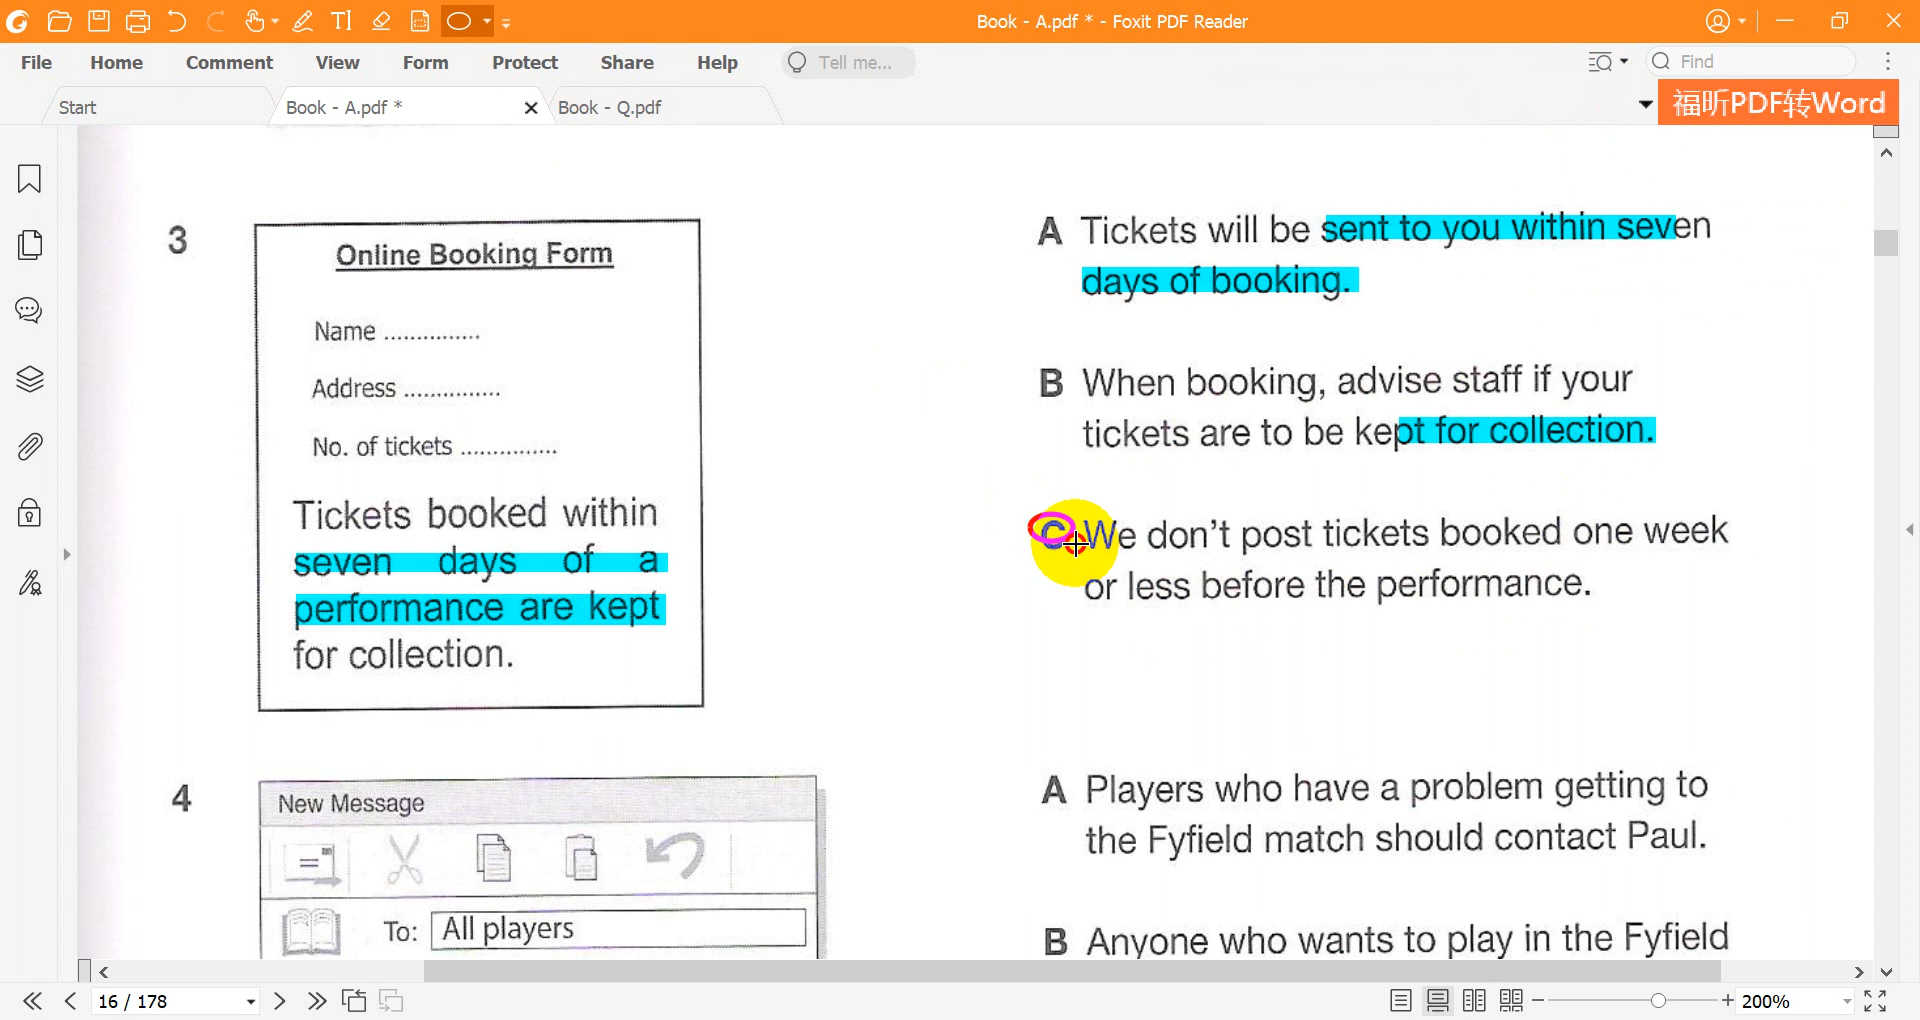 Book - A.pdf * - Foxit PDF Reader
File Home Comment View Form Protect Share Help Tell me... Find
Start Book - A.pdf * Book - Q.pdf 福昕PDF转Word
3
Online Booking Form
Name ..............
Address ...............
No. of tickets ...............
Tickets booked within
seven days of a
performance are kept
for collection.
A Tickets will be sent to you within seven
days of booking.
B When booking, advise staff if your
tickets are to be kept for collection.
C We don't post tickets booked one week
or less before the performance.
4
New Message
To: All players
A Players who have a problem getting to
the Fyfield match should contact Paul.
B Anyone who wants to play in the Fyfield
16 / 178 200%